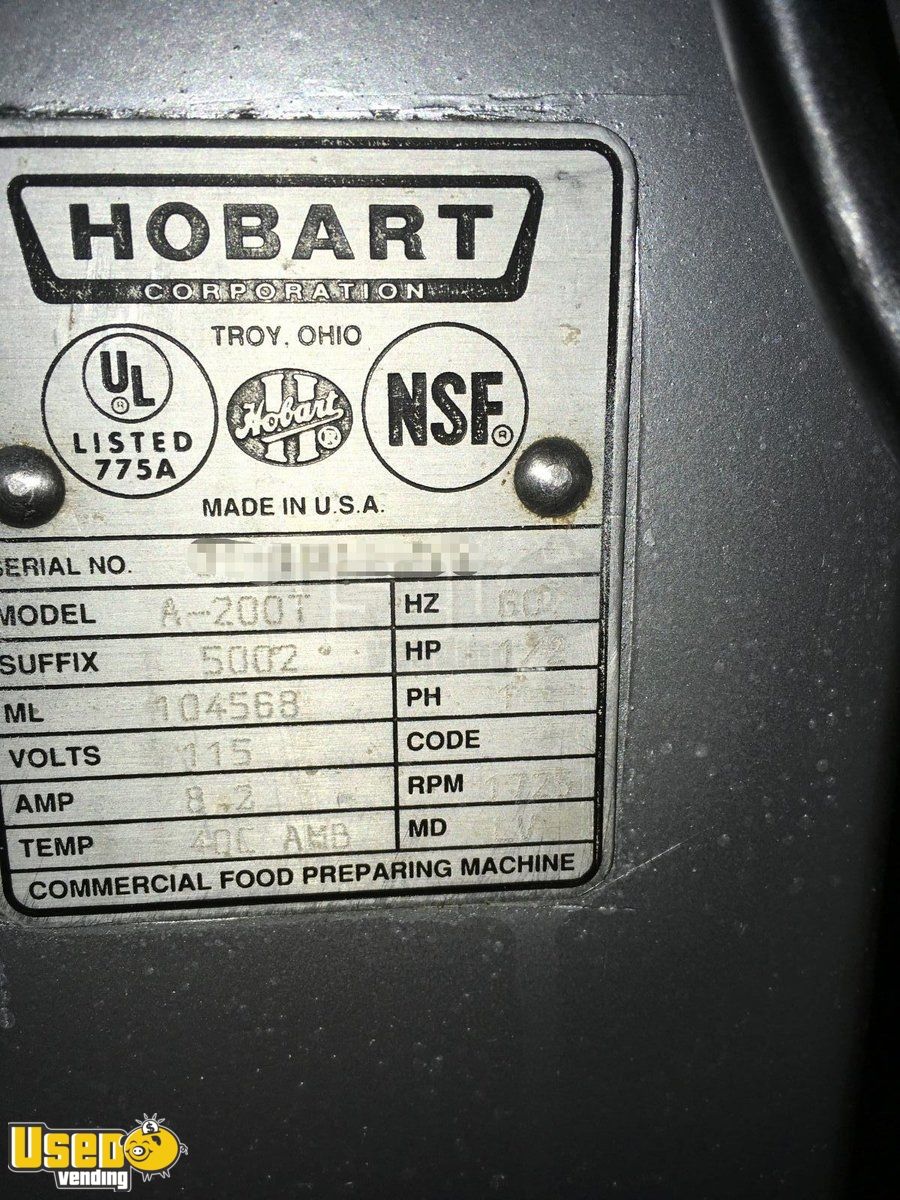 HOBART
CORPORATION
TROY, OHIO
UL
®
LISTED
775A
Hobart
®
NSF
®
MADE IN U.S.A.
SERIAL NO.
MODEL A-200T HZ
SUFFIX 5002 HP
ML 104568 PH
VOLTS 115 CODE
AMP 8.2 RPM 1725
TEMP 40C AMB MD
COMMERCIAL FOOD PREPARING MACHINE
USED
vending